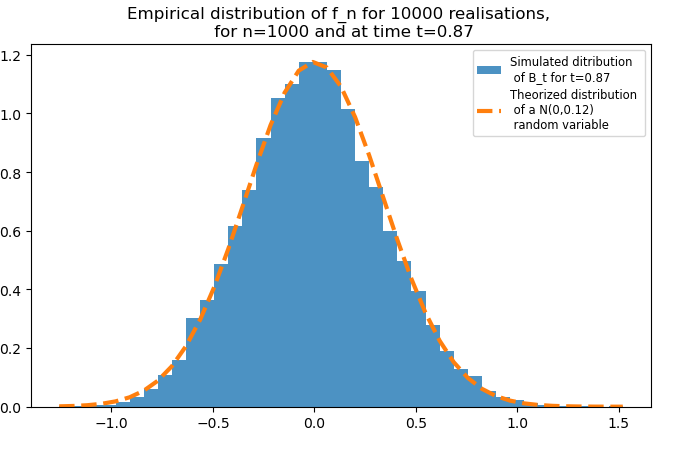 Empirical distribution of f_n for 10000 realisations,
for n=1000 and at time t=0.87
Simulated ditribution
of B_t for t=0.87
Theorized distribution
of a N(0,0.12)
random variable
1.2
1.0
0.8
0.6
0.4
0.2
0.0
−1.0 −0.5 0.0 0.5 1.0 1.5